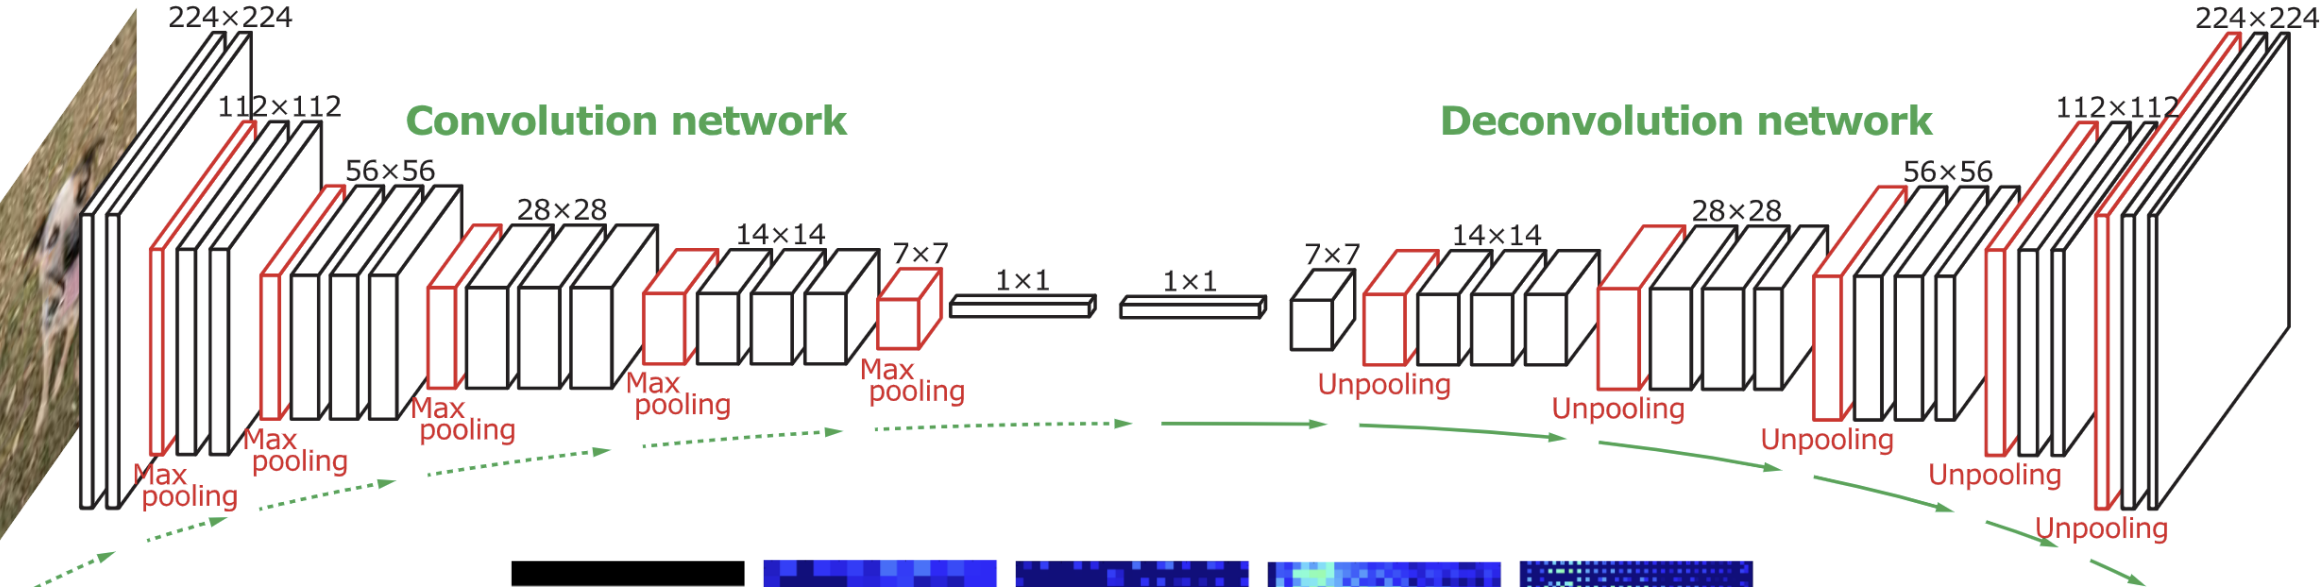 224×224
112×112
56×56
28×28
14×14
7×7
1×1
1×1
7×7
14×14
28×28
56×56
112×112
224×224
Convolution network
Deconvolution network
Max
pooling
Max
pooling
Max
pooling
Max
pooling
Max
pooling
Unpooling
Unpooling
Unpooling
Unpooling
Unpooling